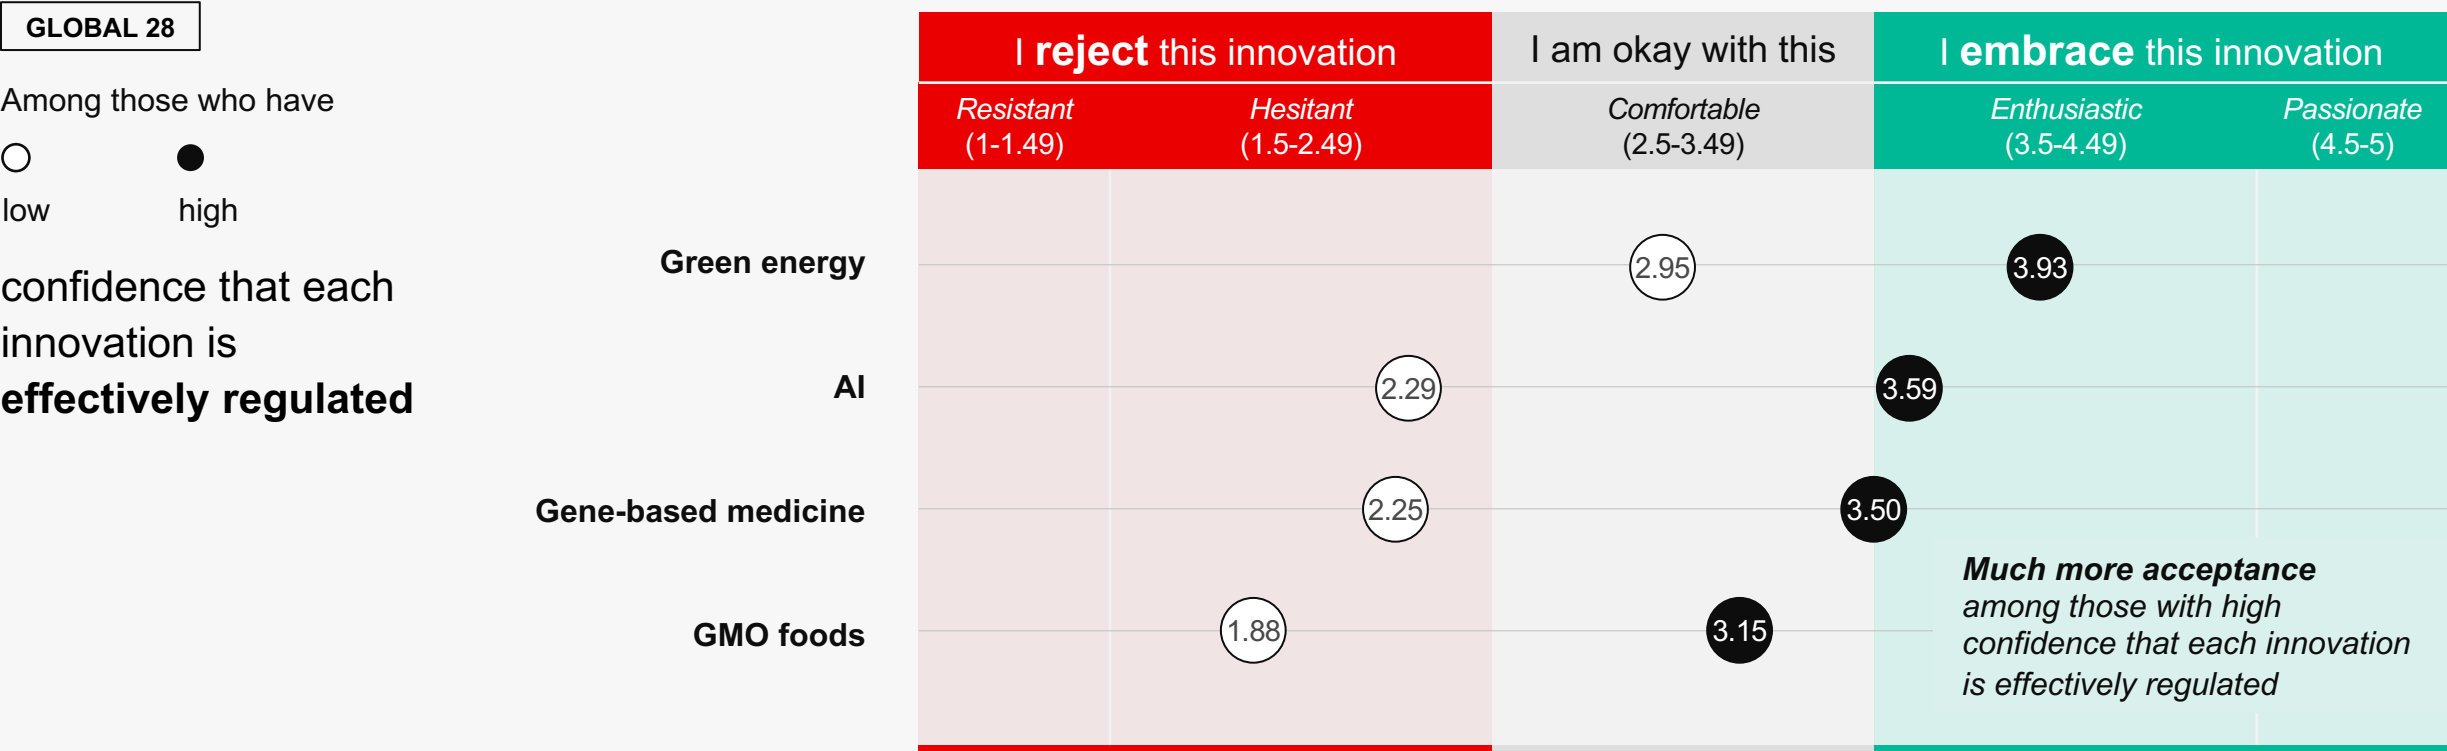 GLOBAL 28
Among those who have
low high
confidence that each
innovation is
effectively regulated
I reject this innovation I am okay with this I embrace this innovation
Resistant Hesitant Comfortable Enthusiastic Passionate
(1-1.49) (1.5-2.49) (2.5-3.49) (3.5-4.49) (4.5-5)
Green energy 2.95 3.93
AI 2.29 3.59
Gene-based medicine 2.25 3.50
GMO foods 1.88 3.15
Much more acceptance
among those with high
confidence that each innovation
is effectively regulated